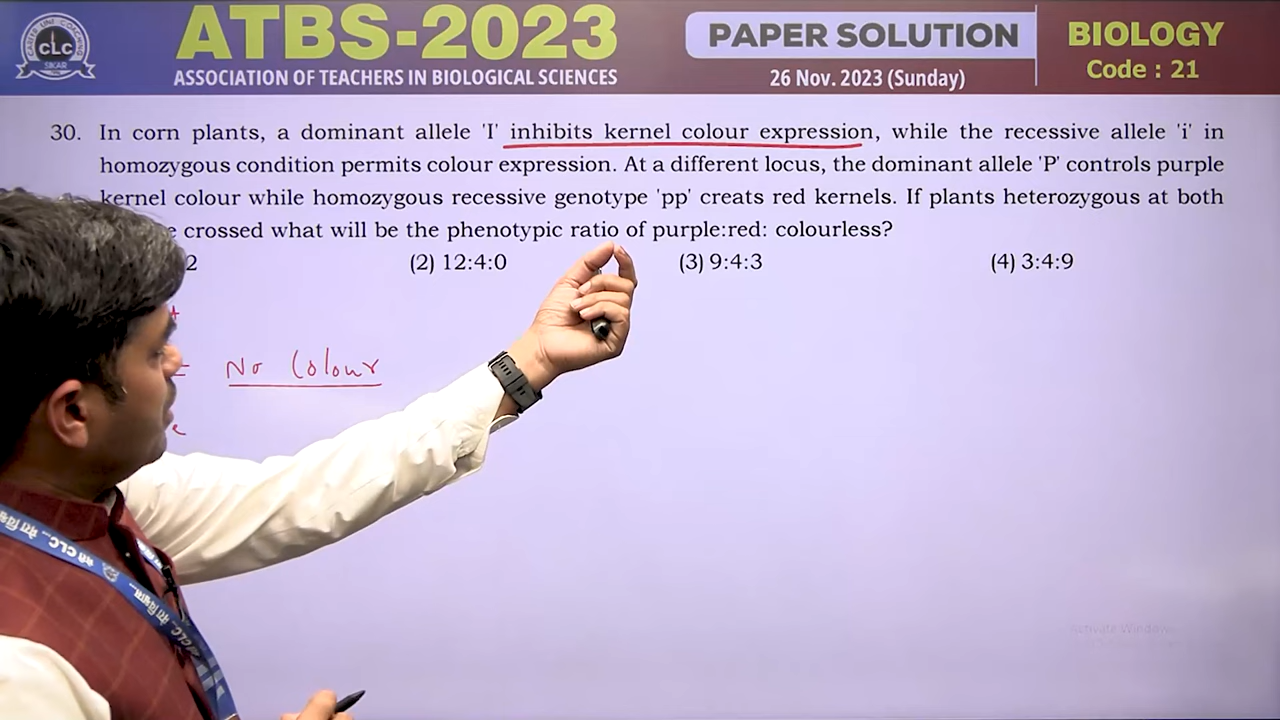 CLC
SIKAR
ATBS-2023
ASSOCIATION OF TEACHERS IN BIOLOGICAL SCIENCES
PAPER SOLUTION
26 Nov. 2023 (Sunday)
BIOLOGY
Code : 21
30. In corn plants, a dominant allele 'I' inhibits kernel colour expression, while the recessive allele 'i' in
homozygous condition permits colour expression. At a different locus, the dominant allele 'P' controls purple
kernel colour while homozygous recessive genotype 'pp' creats red kernels. If plants heterozygous at both
crossed what will be the phenotypic ratio of purple:red: colourless?
2 (2) 12:4:0 (3) 9:4:3 (4) 3:4:9
= No Colour
Activate Windows